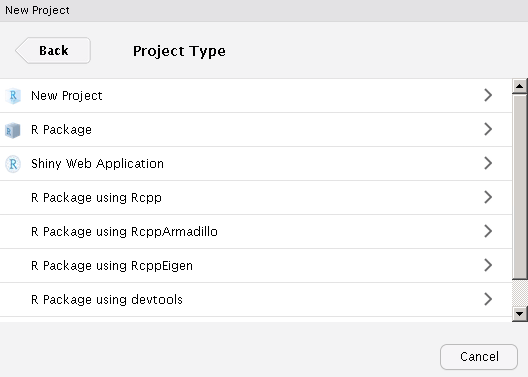 New Project
Back
Project Type
New Project
R Package
Shiny Web Application
R Package using Rcpp
R Package using RcppArmadillo
R Package using RcppEigen
R Package using devtools
Cancel